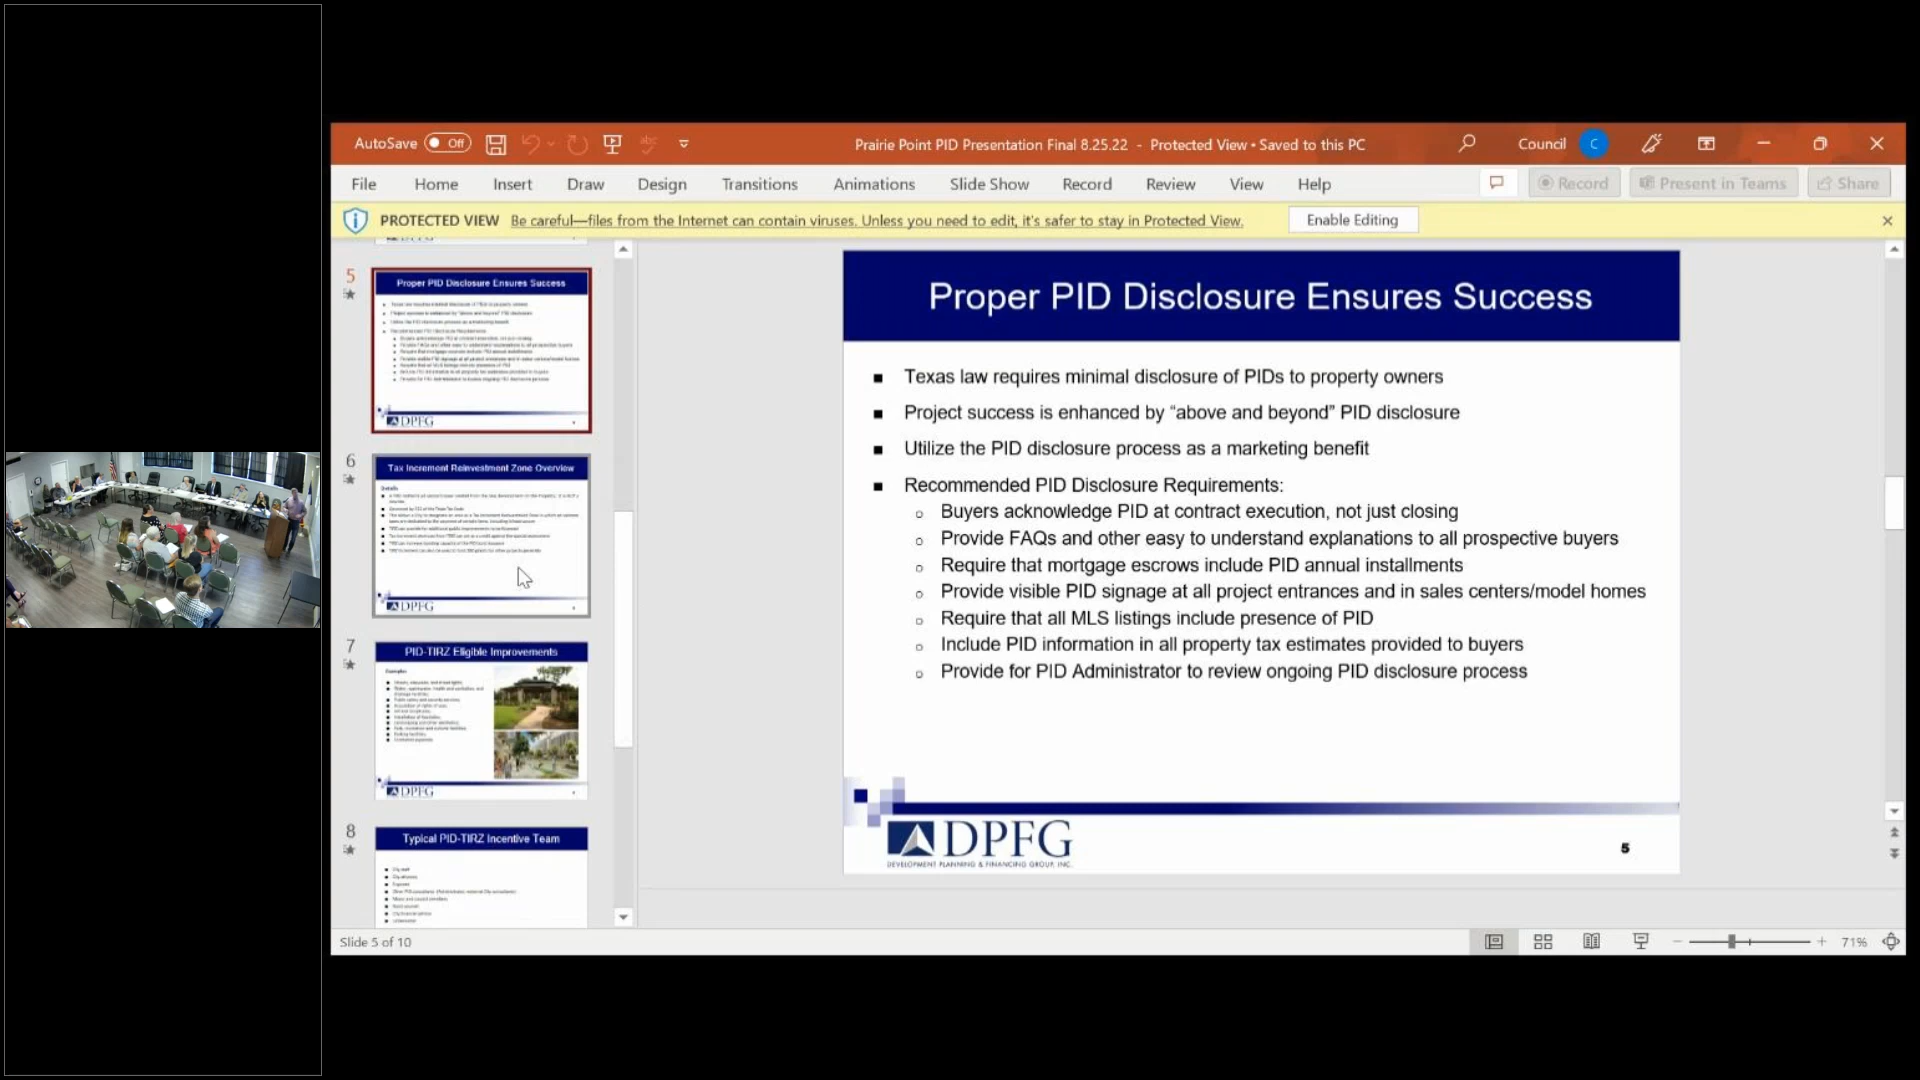 AutoSave Off
Prairie Point PID Presentation Final 8.25.22 - Protected View • Saved to this PC
Council C
File Home Insert Draw Design Transitions Animations Slide Show Record Review View Help
Record Present in Teams Share
PROTECTED VIEW Be careful—files from the Internet can contain viruses. Unless you need to edit, it's safer to stay in Protected View. Enable Editing
5
Proper PID Disclosure Ensures Success
DPFG
6
Tax Increment Reinvestment Zone Overview
DPFG
7
PID-TIRZ Eligible Improvements
DPFG
8
Typical PID-TIRZ Incentive Team
Proper PID Disclosure Ensures Success
Texas law requires minimal disclosure of PIDs to property owners
Project success is enhanced by “above and beyond” PID disclosure
Utilize the PID disclosure process as a marketing benefit
Recommended PID Disclosure Requirements:
Buyers acknowledge PID at contract execution, not just closing
Provide FAQs and other easy to understand explanations to all prospective buyers
Require that mortgage escrows include PID annual installments
Provide visible PID signage at all project entrances and in sales centers/model homes
Require that all MLS listings include presence of PID
Include PID information in all property tax estimates provided to buyers
Provide for PID Administrator to review ongoing PID disclosure process
DPFG
DEVELOPMENT PLANNING & FINANCING GROUP, INC.
5
Slide 5 of 10
71%